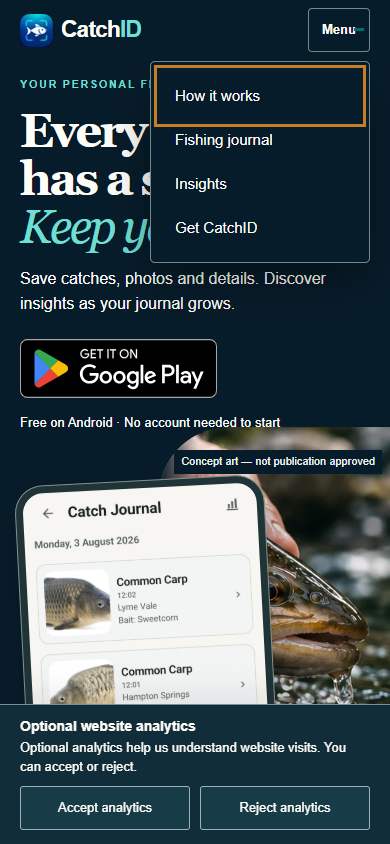 CatchID
Menu
YOUR PERSONAL
How it works
Every
Fishing journal
has a
Insights
Keep
Get CatchID
Save catches, photos and details. Discover
insights as your journal grows.
GET IT ON
Google Play
Free on Android · No account needed to start
Concept art — not publication approved
Catch Journal
Monday, 3 August 2026
Common Carp
12:02
Lyme Vale
Bait: Sweetcorn
Common Carp
12:01
Hampton Springs
Optional website analytics
Optional analytics help us understand website visits. You
can accept or reject.
Accept analytics
Reject analytics